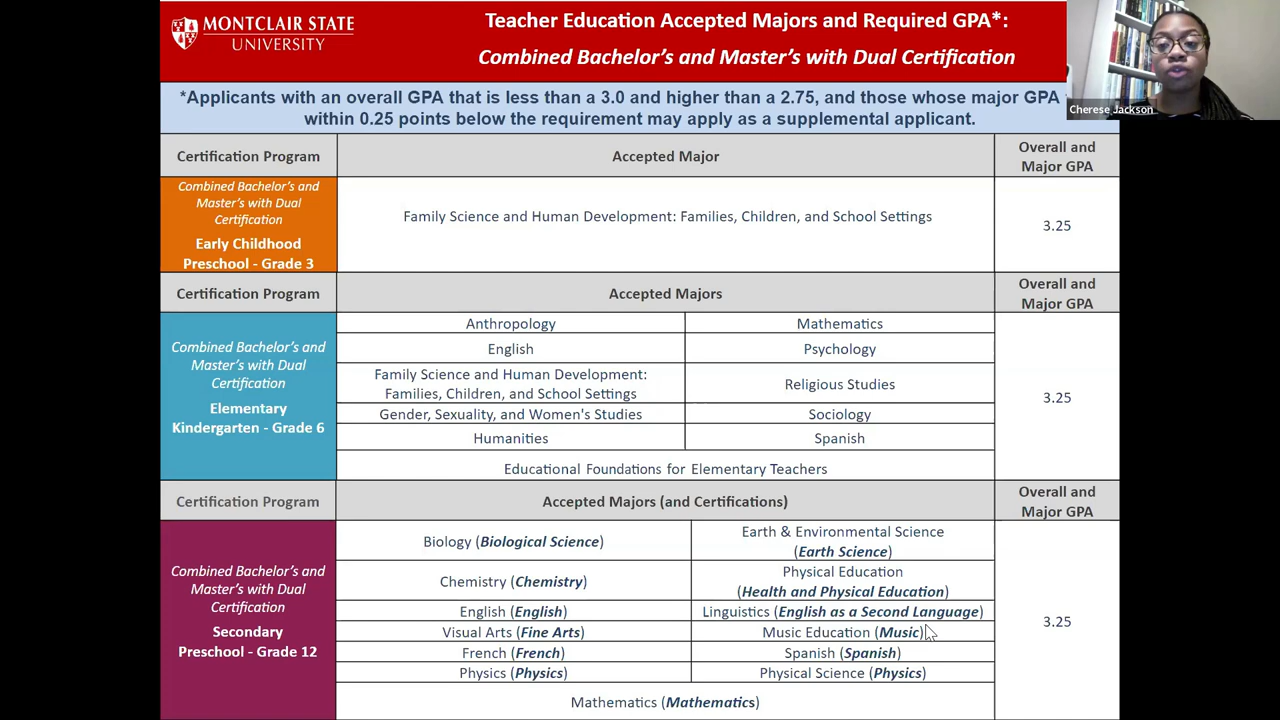 MONTCLAIR STATE
UNIVERSITY
Teacher Education Accepted Majors and Required GPA*:
Combined Bachelor's and Master's with Dual Certification
Cherese Jackson
*Applicants with an overall GPA that is less than a 3.0 and higher than a 2.75, and those whose major GPA
within 0.25 points below the requirement may apply as a supplemental applicant.
Certification Program
Accepted Major
Overall and
Major GPA
Combined Bachelor's and
Master's with Dual
Certification
Early Childhood
Preschool - Grade 3
Family Science and Human Development: Families, Children, and School Settings
3.25
Certification Program
Accepted Majors
Overall and
Major GPA
Combined Bachelor's and
Master's with Dual
Certification
Elementary
Kindergarten - Grade 6
Anthropology
Mathematics
English
Psychology
Family Science and Human Development:
Families, Children, and School Settings
Religious Studies
Gender, Sexuality, and Women's Studies
Sociology
Humanities
Spanish
Educational Foundations for Elementary Teachers
3.25
Certification Program
Accepted Majors (and Certifications)
Overall and
Major GPA
Combined Bachelor's and
Master's with Dual
Certification
Secondary
Preschool - Grade 12
Biology (Biological Science)
Earth & Environmental Science
(Earth Science)
Chemistry (Chemistry)
Physical Education
(Health and Physical Education)
English (English)
Linguistics (English as a Second Language)
Visual Arts (Fine Arts)
Music Education (Music)
French (French)
Spanish (Spanish)
Physics (Physics)
Physical Science (Physics)
Mathematics (Mathematics)
3.25